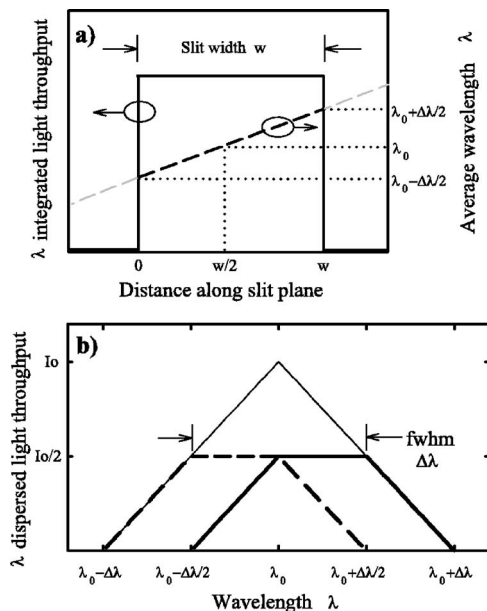 a)
Slit width w
λ integrated light throughput
Average wavelength λ
λ₀+Δλ/2
λ₀
λ₀−Δλ/2
0
w/2
w
Distance along slit plane
b)
λ dispersed light throughput
Io
Io/2
fwhm
Δλ
λ₀−Δλ
λ₀−Δλ/2
λ₀
λ₀+Δλ/2
λ₀+Δλ
Wavelength λ